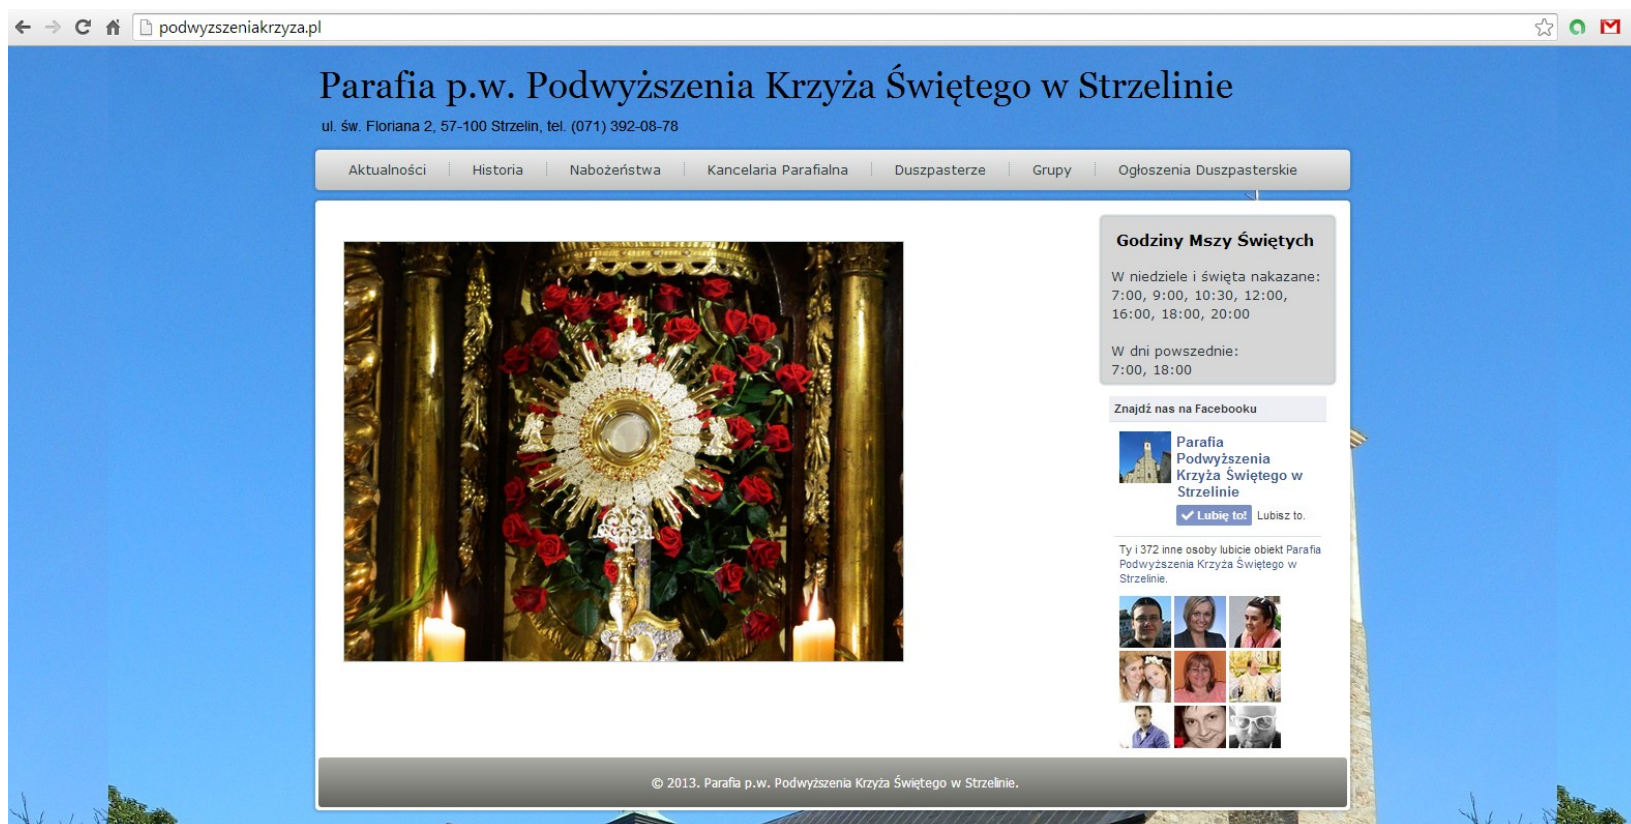 podwyzszeniakrzyza.pl
Parafia p.w. Podwyższenia Krzyża Świętego w Strzelinie
ul. św. Floriana 2, 57-100 Strzelin, tel. (071) 392-08-78
Aktualności Historia Nabożeństwa Kancelaria Parafialna Duszpasterze Grupy Ogłoszenia Duszpasterskie
Godziny Mszy Świętych
W niedziele i święta nakazane:
7:00, 9:00, 10:30, 12:00,
16:00, 18:00, 20:00
W dni powszednie:
7:00, 18:00
Znajdź nas na Facebooku
Parafia
Podwyższenia
Krzyża Świętego w
Strzelinie
Lubię to! Lubisz to.
Ty i 372 inne osoby lubicie obiekt Parafia
Podwyższenia Krzyża Świętego w
Strzelinie.
© 2013. Parafia p.w. Podwyższenia Krzyża Świętego w Strzelinie.